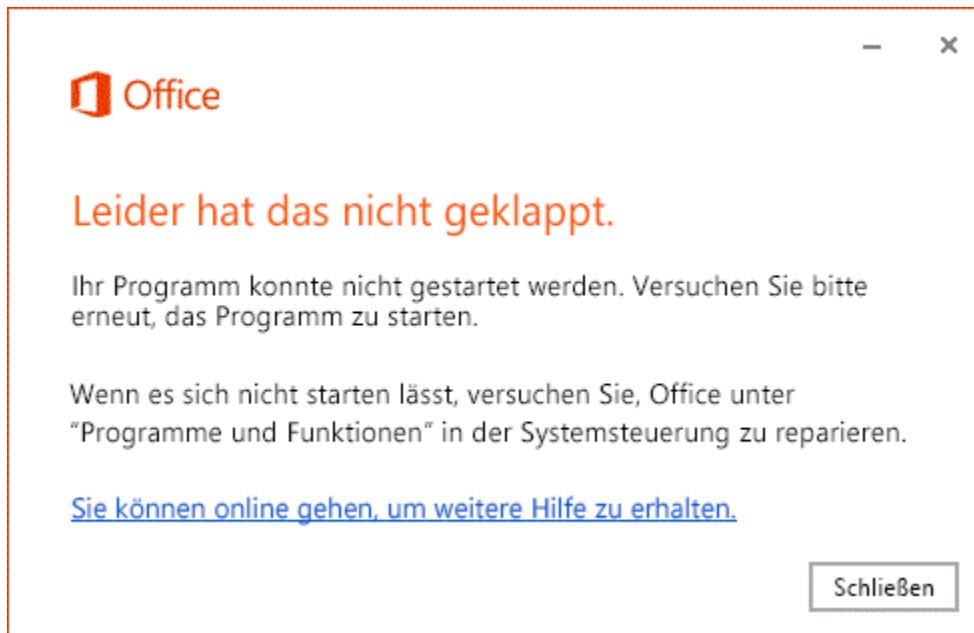 Office
Leider hat das nicht geklappt.
Ihr Programm konnte nicht gestartet werden. Versuchen Sie bitte
erneut, das Programm zu starten.
Wenn es sich nicht starten lässt, versuchen Sie, Office unter
“Programme und Funktionen” in der Systemsteuerung zu reparieren.
Sie können online gehen, um weitere Hilfe zu erhalten.
Schließen